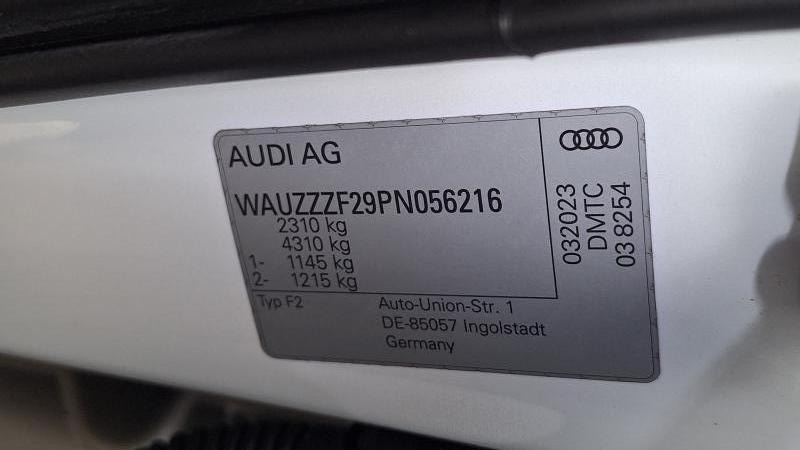 AUDI AG
WAUZZZF29PN056216
2310 kg
4310 kg
1- 1145 kg
2- 1215 kg
Typ F2
Auto-Union-Str. 1
DE-85057 Ingolstadt
Germany
032023
DMTC
038254